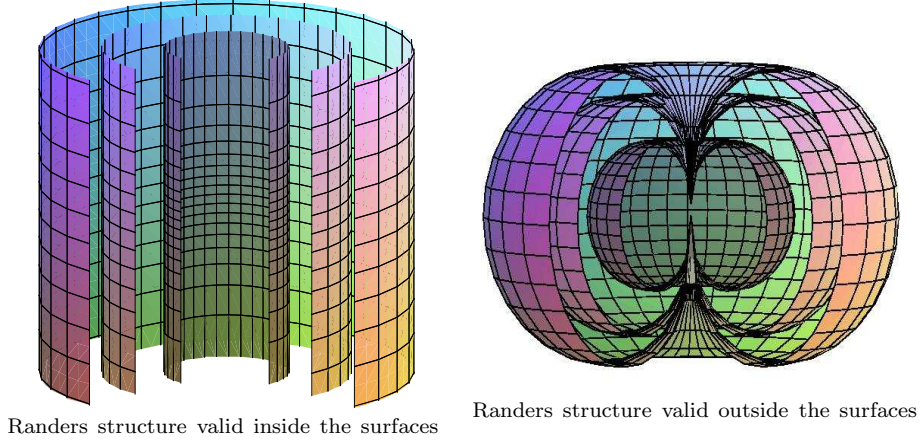 Randers structure valid inside the surfaces
Randers structure valid outside the surfaces